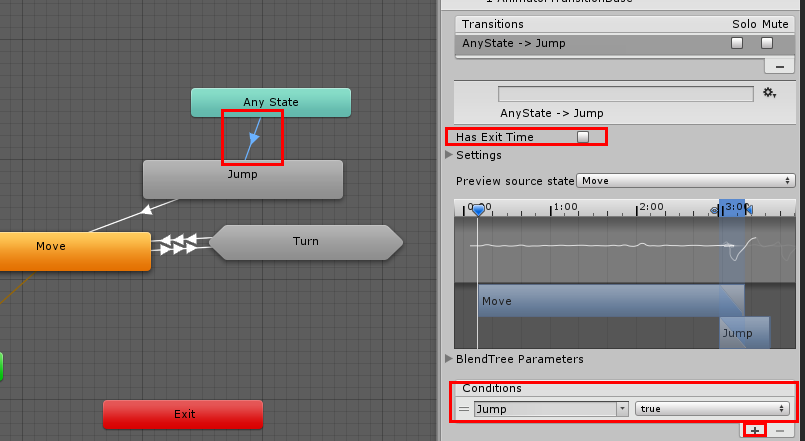 1 AnimatorTransitionBase
Transitions Solo Mute
AnyState -> Jump
AnyState -> Jump
Has Exit Time
Settings
Preview source state Move
0:00 1:00 2:00 3:00
Move
Jump
BlendTree Parameters
Conditions
Jump true
Any State
Jump
Move
Turn
Exit